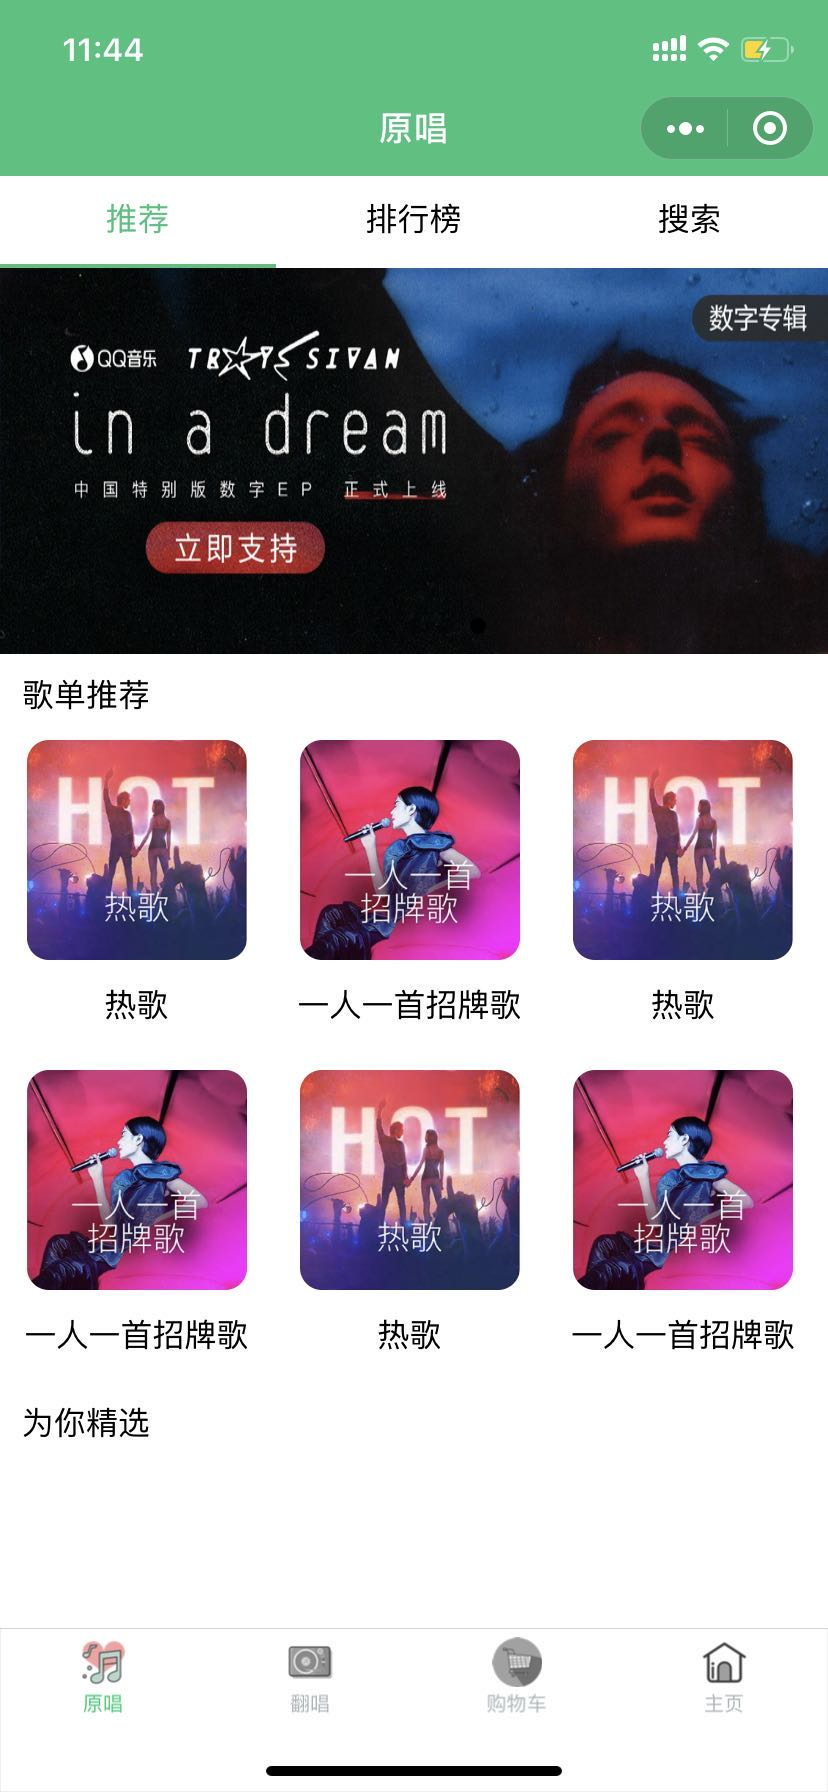 11:44
原唱
推荐
排行榜
搜索
数字专辑
QQ音乐 TROYE SIVAN
in a dream
中国特别版数字EP 正式上线
立即支持
歌单推荐
HOT
热歌
一人一首
招牌歌
HOT
热歌
热歌
一人一首招牌歌
热歌
一人一首
招牌歌
HOT
热歌
一人一首
招牌歌
一人一首招牌歌
热歌
一人一首招牌歌
为你精选
原唱
翻唱
购物车
主页